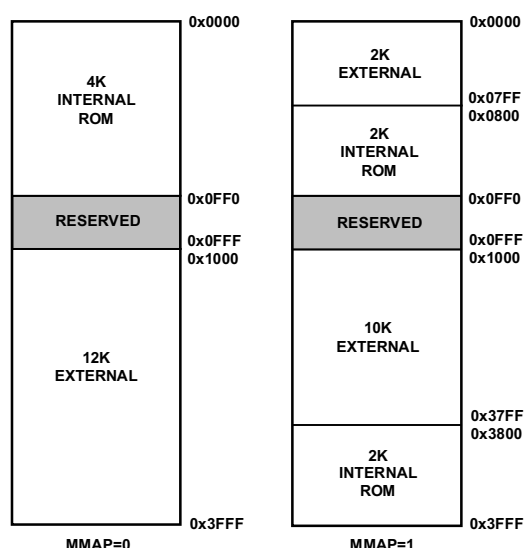 0x0000
4K
INTERNAL
ROM
0x0FF0
RESERVED
0x0FFF
0x1000
12K
EXTERNAL
0x3FFF
MMAP=0
0x0000
2K
EXTERNAL
0x07FF
0x0800
2K
INTERNAL
ROM
0x0FF0
RESERVED
0x0FFF
0x1000
10K
EXTERNAL
0x37FF
0x3800
2K
INTERNAL
ROM
0x3FFF
MMAP=1